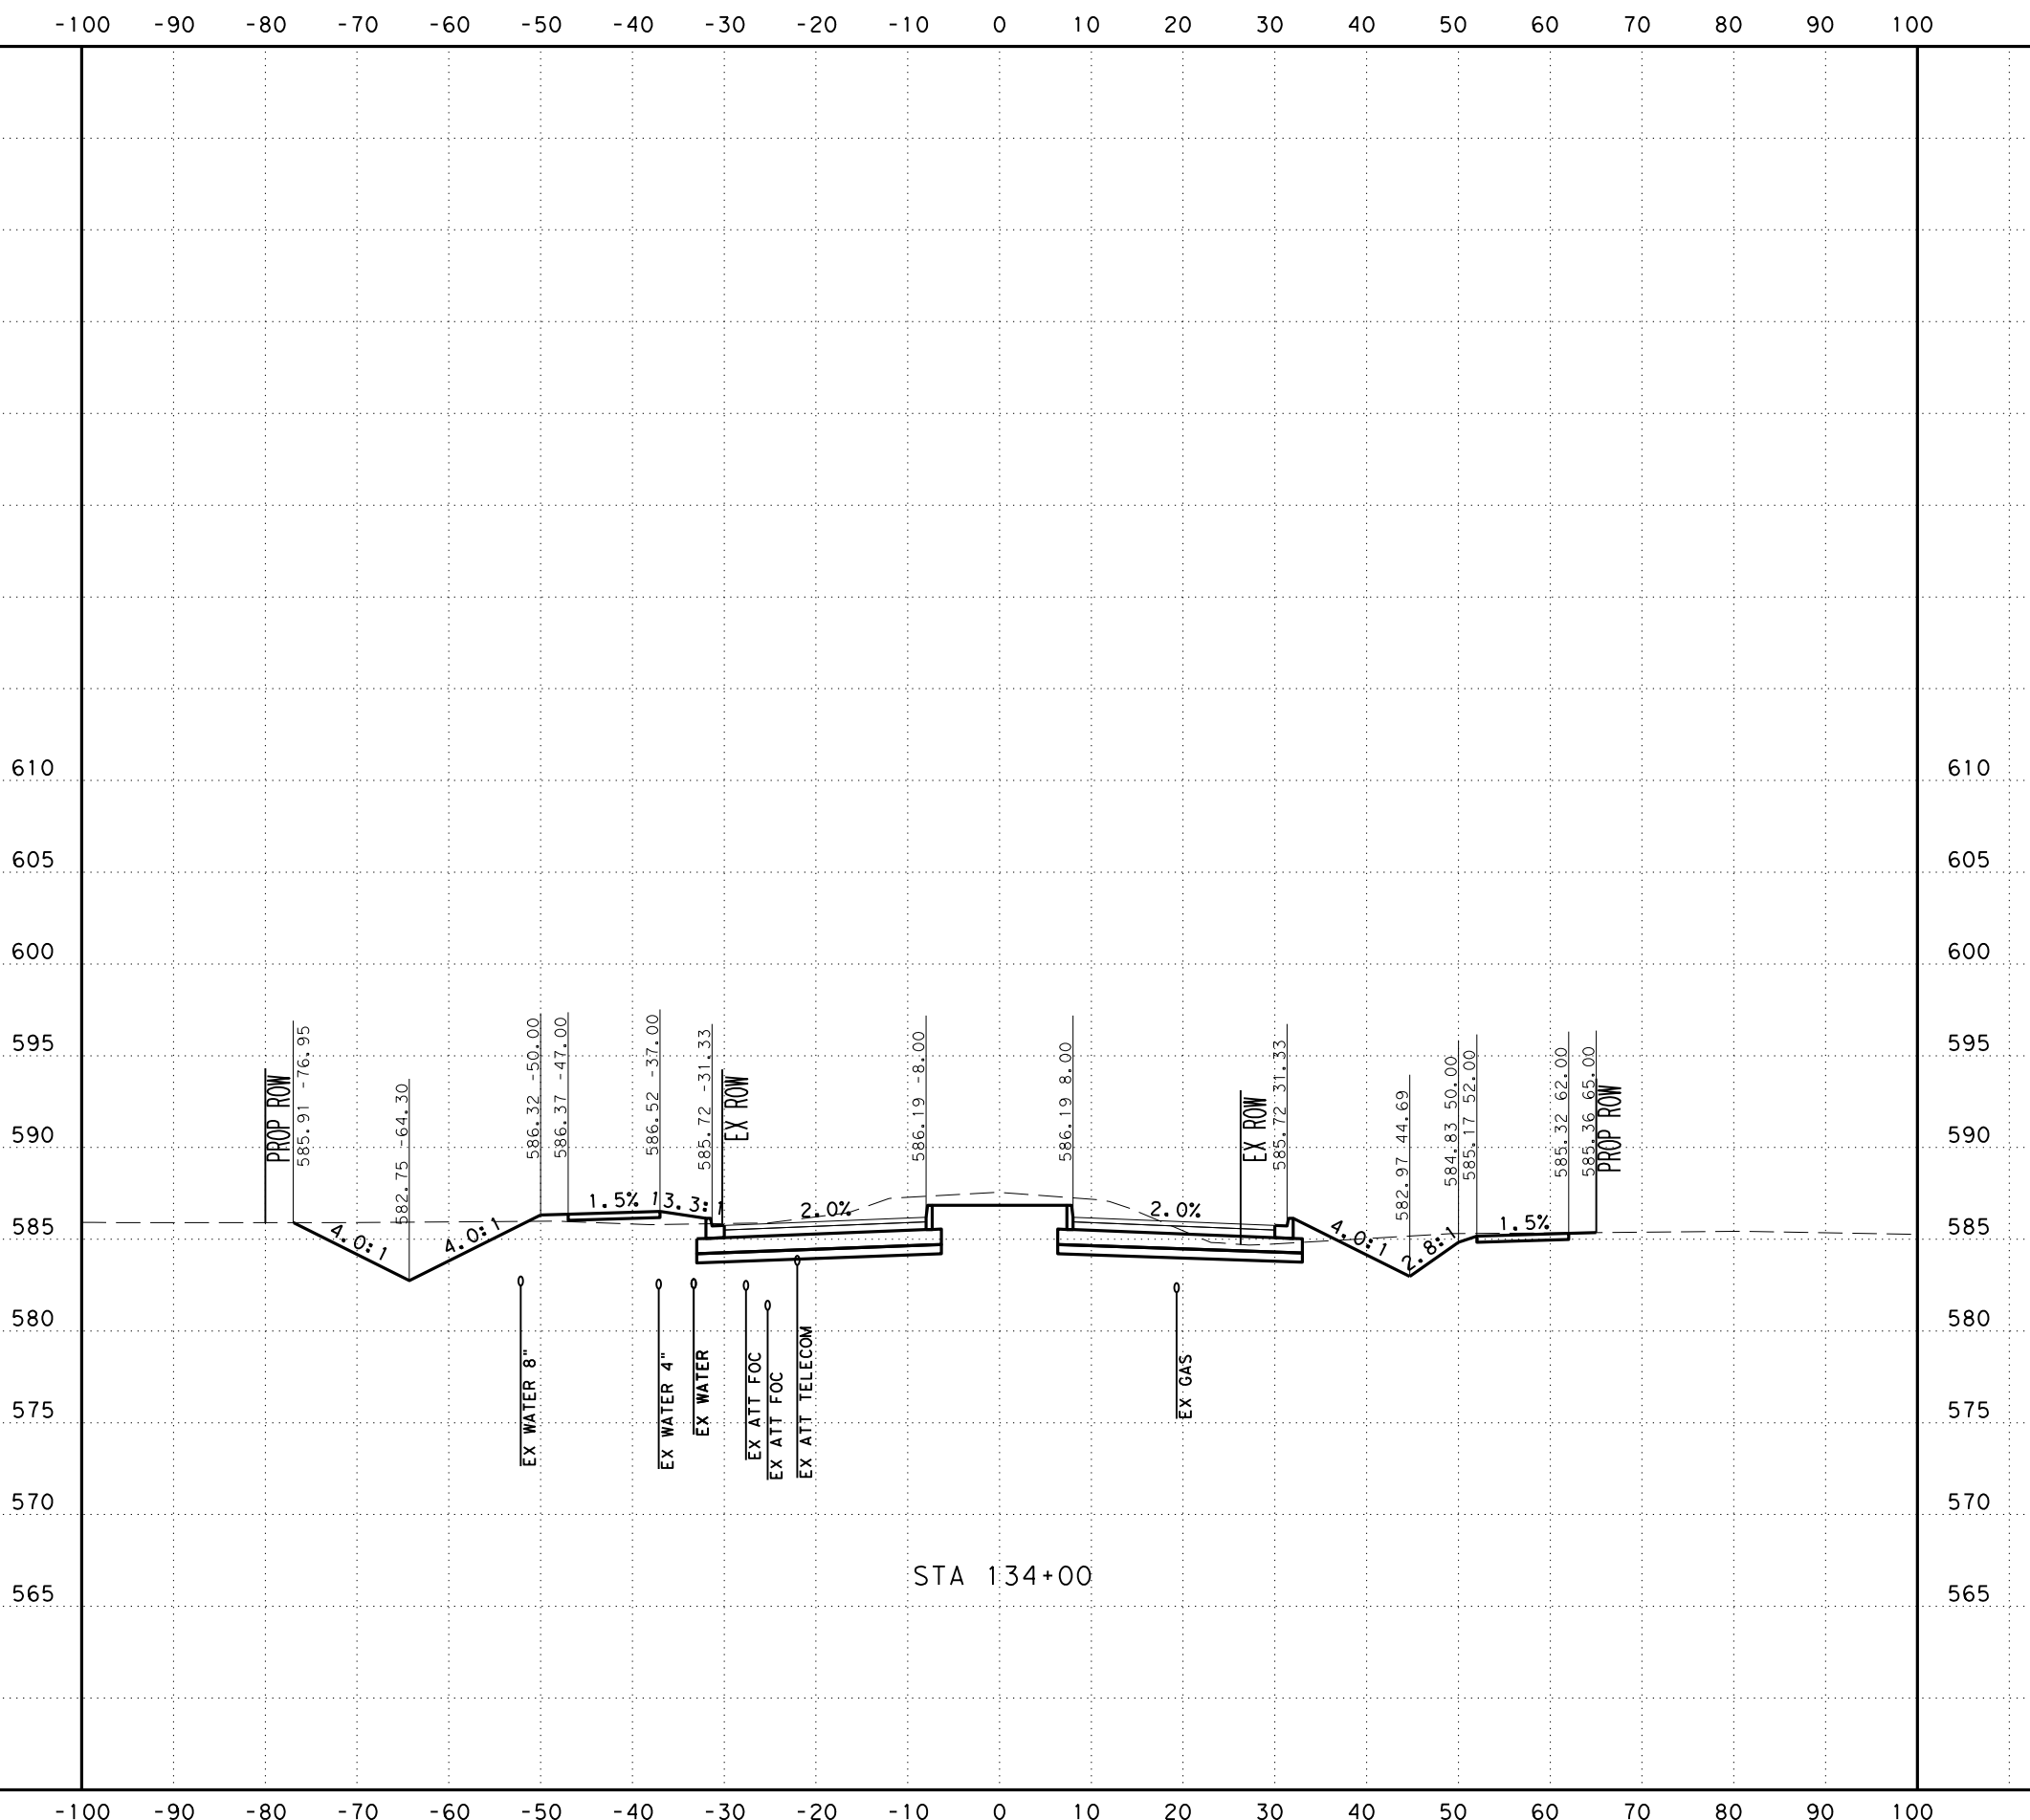 -100 -90 -80 -70 -60 -50 -40 -30 -20 -10 0 10 20 30 40 50 60 70 80 90 100
610 610
605 605
600 600
595 595
590 590
585 585
580 580
575 575
570 570
565 565
PROP ROW
585.91 -76.95
582.75 -64.30
586.32 -50.00
586.37 -47.00
586.52 -37.00
585.72 -31.33
EX ROW
586.19 -8.00
586.19 8.00
EX ROW
585.72 31.33
582.97 44.69
584.83 50.00
585.17 52.00
585.32 62.00
585.36 65.00
PROP ROW
4.0:1
4.0:1
1.5%
13.3:1
2.0%
2.0%
4.0:1
2.8:1
1.5%
EX WATER 8"
EX WATER 4"
EX WATER
EX ATT FOC
EX ATT FOC
EX ATT TELECOM
EX GAS
STA 134+00
-100 -90 -80 -70 -60 -50 -40 -30 -20 -10 0 10 20 30 40 50 60 70 80 90 100